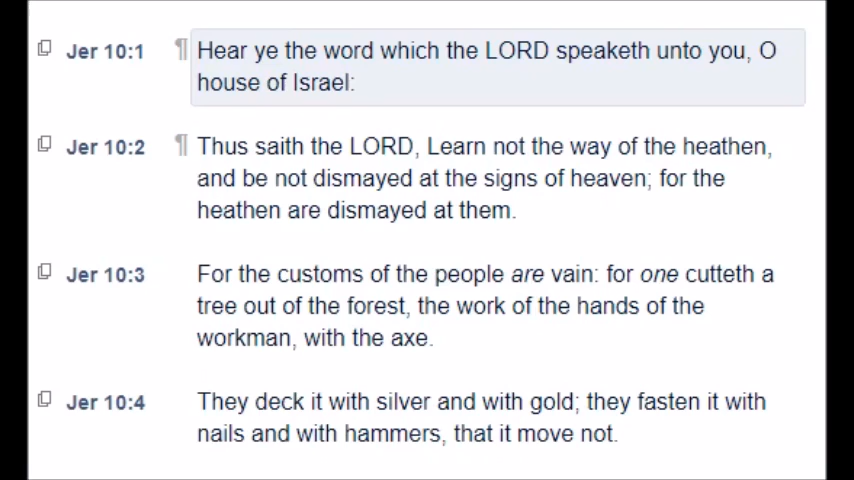 Jer 10:1 ¶ Hear ye the word which the LORD speaketh unto you, O
house of Israel:
Jer 10:2 ¶ Thus saith the LORD, Learn not the way of the heathen,
and be not dismayed at the signs of heaven; for the
heathen are dismayed at them.
Jer 10:3 For the customs of the people are vain: for one cutteth a
tree out of the forest, the work of the hands of the
workman, with the axe.
Jer 10:4 They deck it with silver and with gold; they fasten it with
nails and with hammers, that it move not.